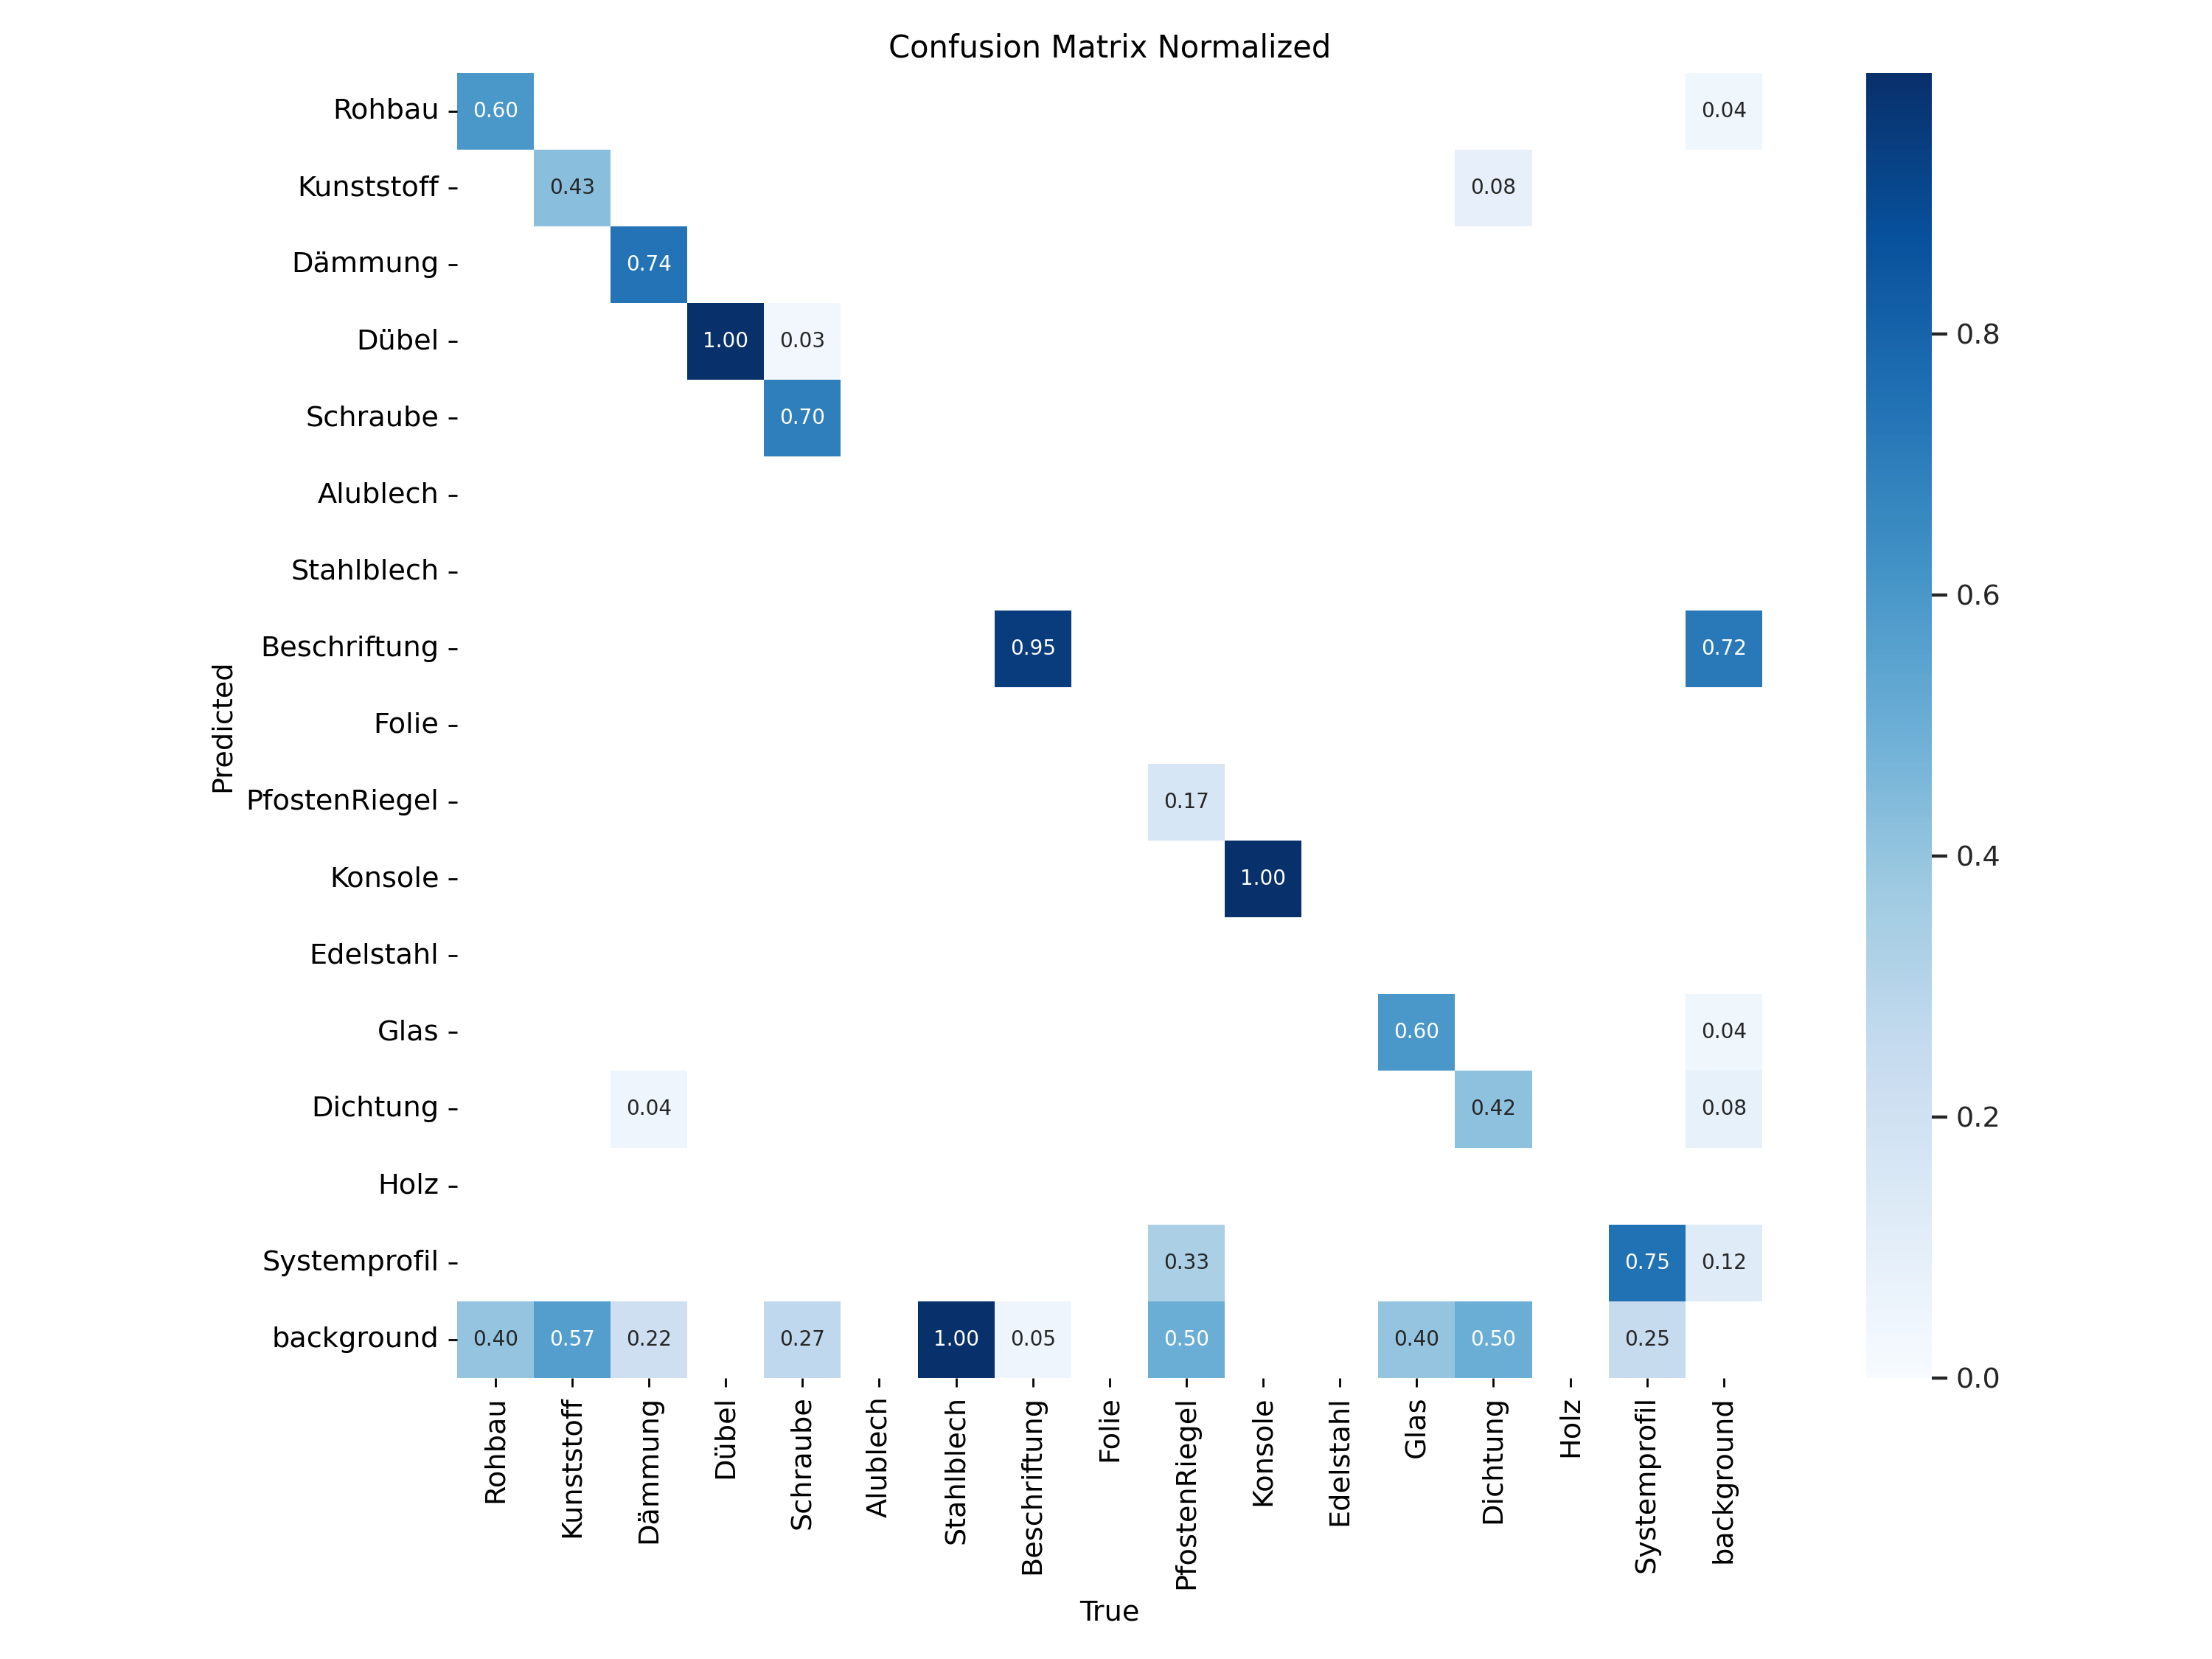 Confusion Matrix Normalized
Rohbau 0.60 0.04
Kunststoff 0.43 0.08
Dämmung 0.74
Dübel 1.00 0.03
Schraube 0.70
Alublech
Stahlblech
Beschriftung 0.95 0.72
Folie
PfostenRiegel 0.17
Konsole 1.00
Edelstahl
Glas 0.60 0.04
Dichtung 0.04 0.42 0.08
Holz
Systemprofil 0.33 0.75 0.12
background 0.40 0.57 0.22 0.27 1.00 0.05 0.50 0.40 0.50 0.25
Predicted
Rohbau
Kunststoff
Dämmung
Dübel
Schraube
Alublech
Stahlblech
Beschriftung
Folie
PfostenRiegel
Konsole
Edelstahl
Glas
Dichtung
Holz
Systemprofil
background
True
0.8
0.6
0.4
0.2
0.0